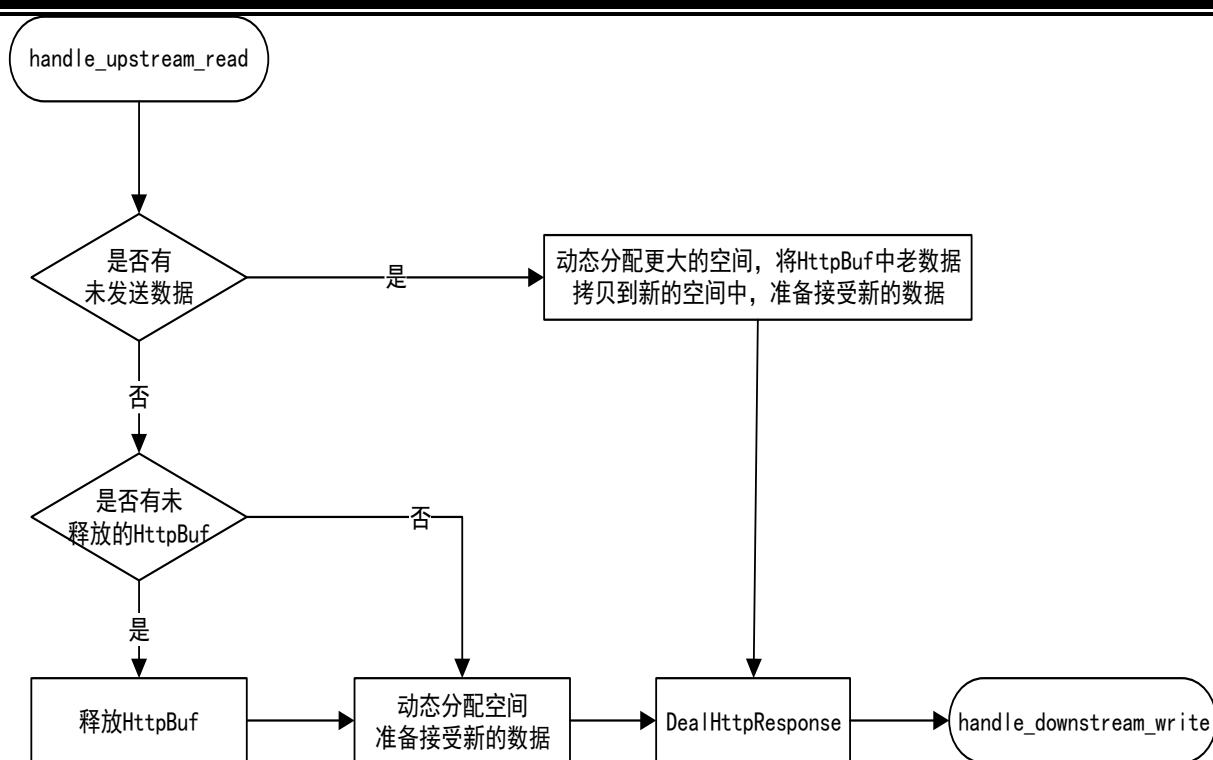 handle_upstream_read
是否有
未发送数据
是
动态分配更大的空间，将HttpBuf中老数据
拷贝到新的空间中，准备接受新的数据
否
是否有未
释放的HttpBuf
否
是
释放HttpBuf
动态分配空间
准备接受新的数据
DealHttpResponse
handle_downstream_write